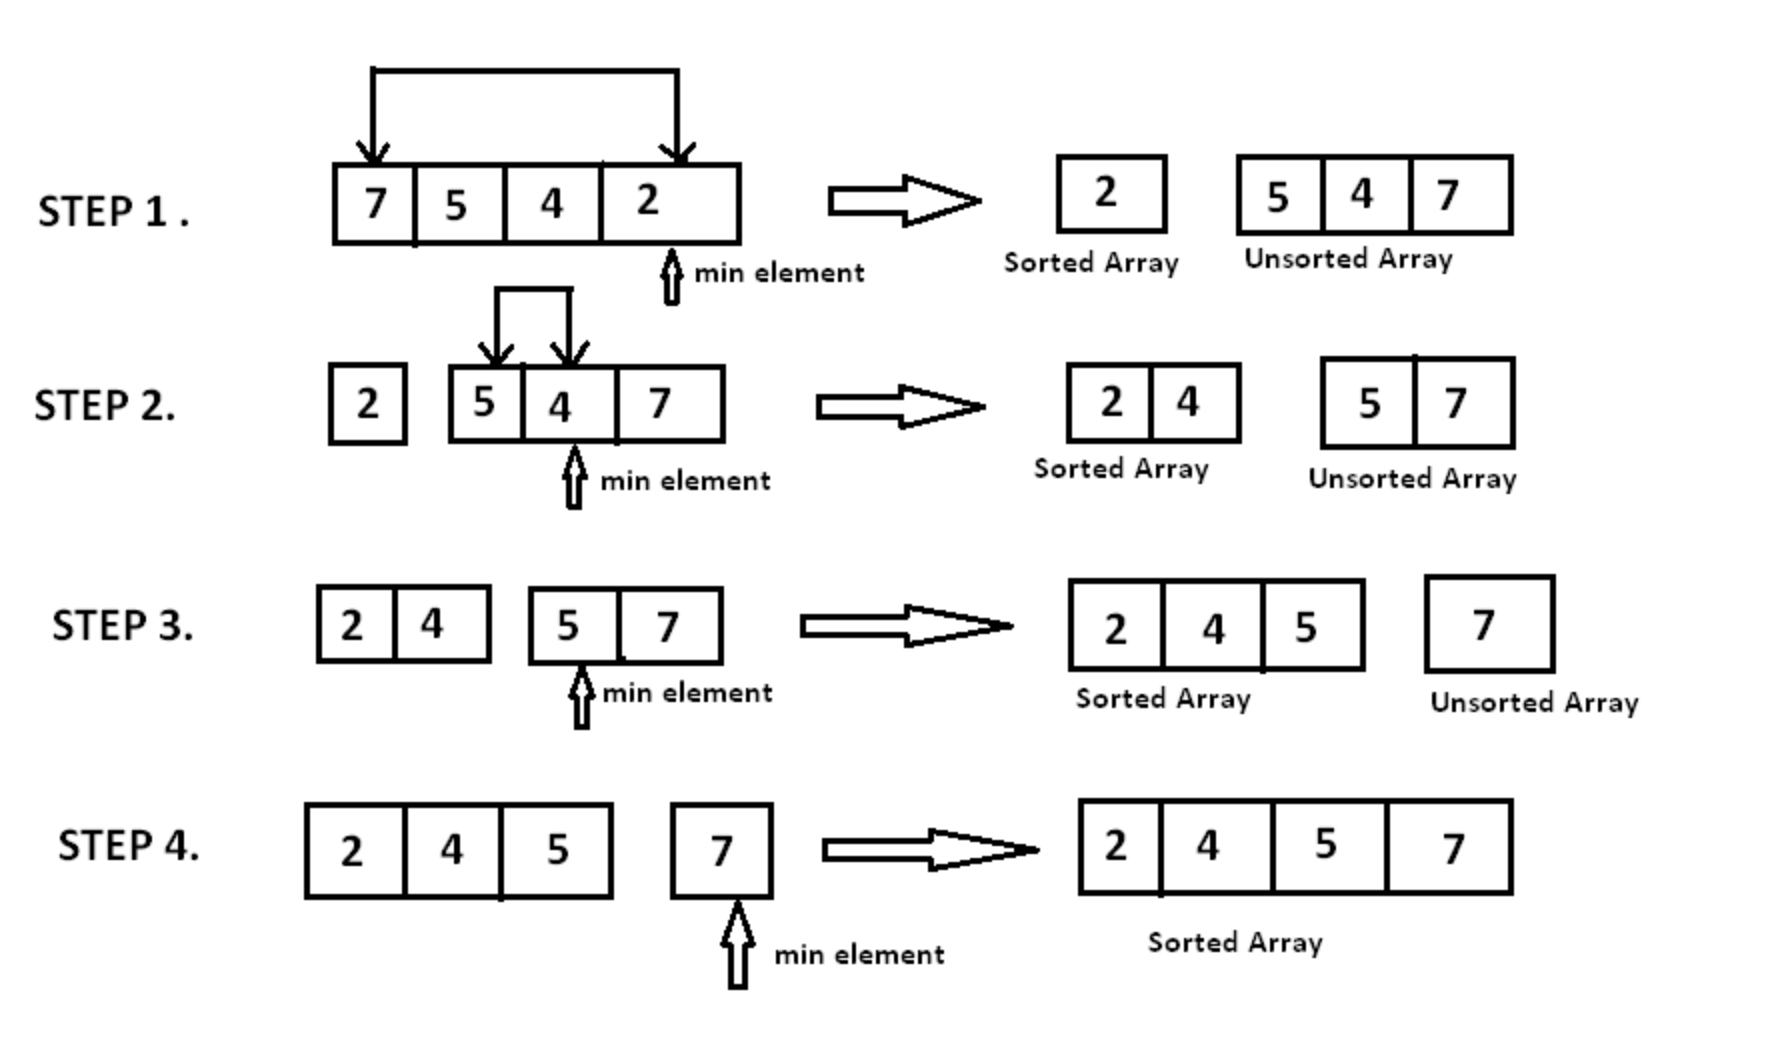 STEP 1 . 7 5 4 2 2 5 4 7
min element Sorted Array Unsorted Array
STEP 2. 2 5 4 7 2 4 5 7
min element Sorted Array Unsorted Array
STEP 3. 2 4 5 7 2 4 5 7
min element Sorted Array Unsorted Array
STEP 4. 2 4 5 7 2 4 5 7
min element Sorted Array